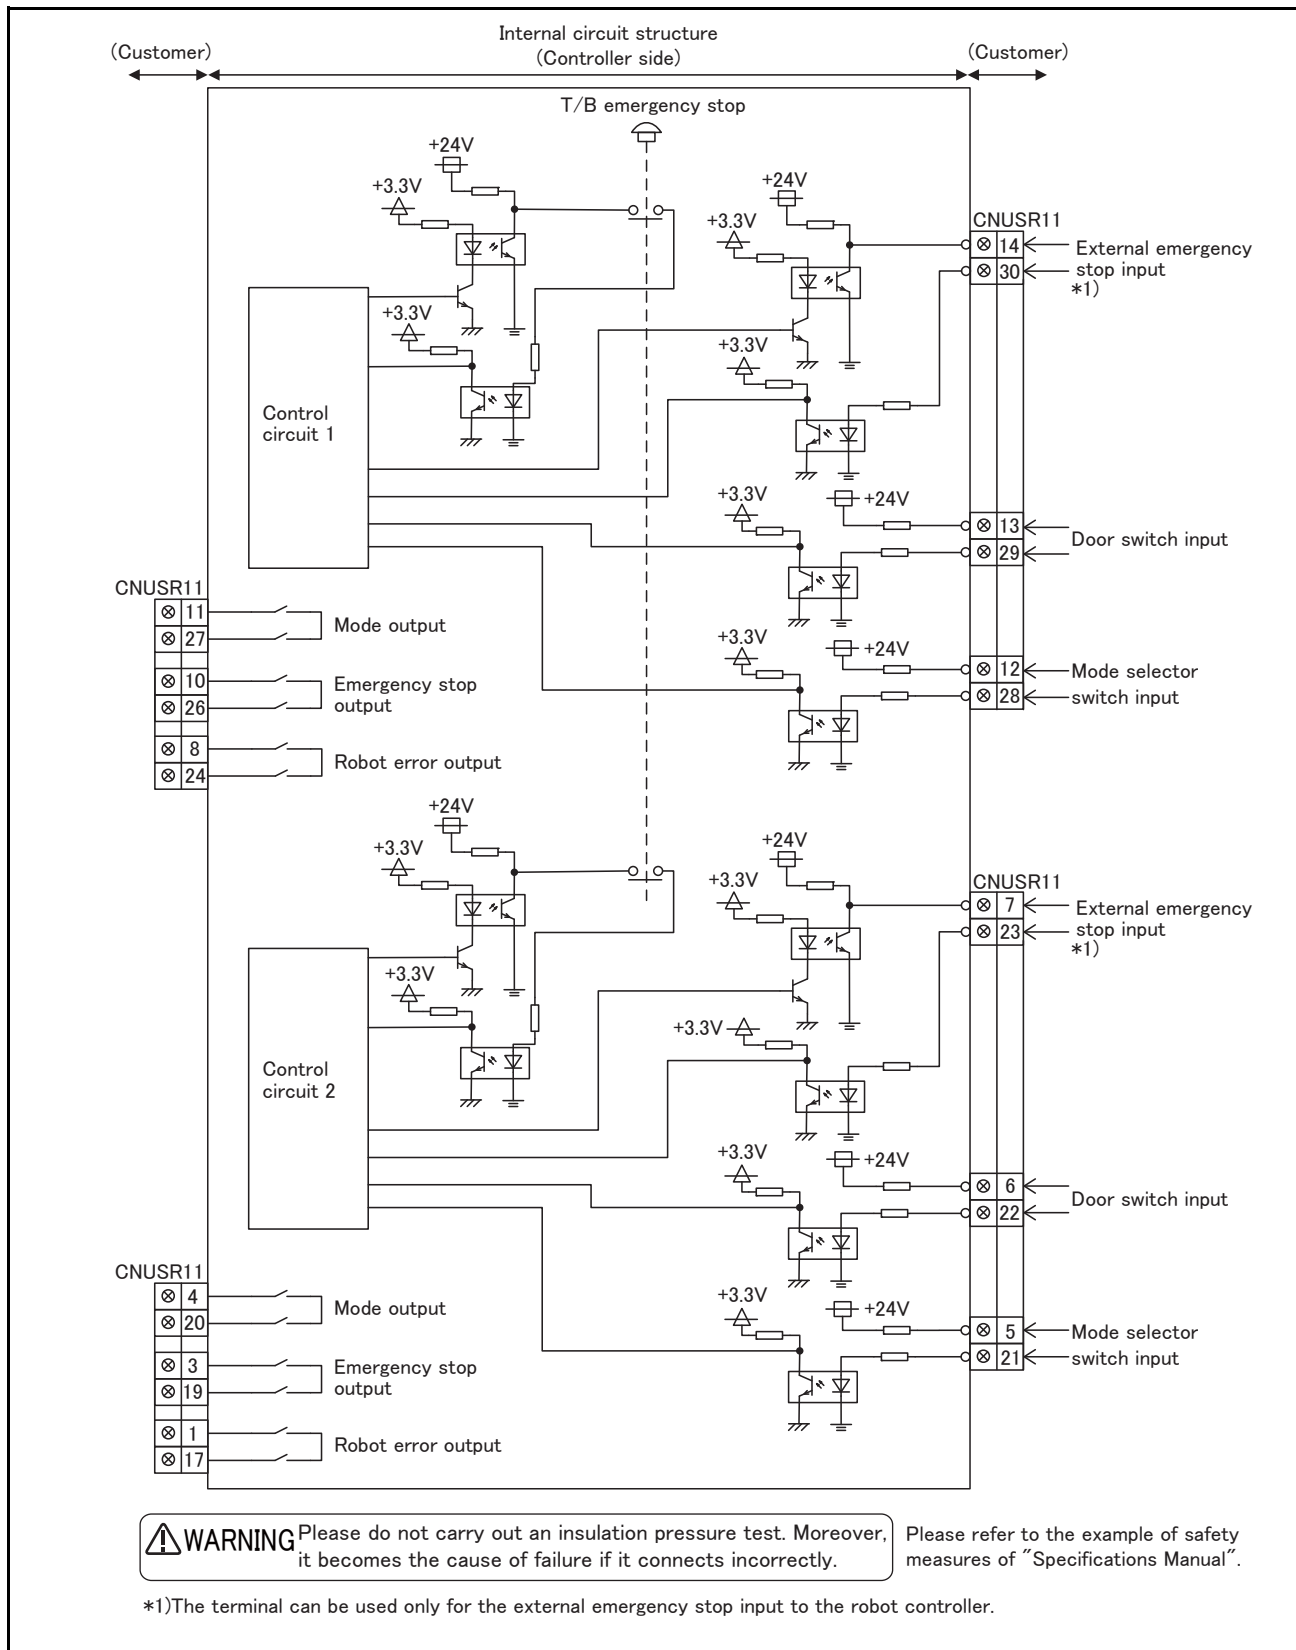 Internal circuit structure
(Controller side)
(Customer)
(Customer)
T/B emergency stop
+24V
+3.3V
+3.3V
+24V
+3.3V
+3.3V
CNUSR11
14
30
External emergency
stop input
*1)
Control
circuit 1
+3.3V
+24V
13
29
Door switch input
CNUSR11
11
27
Mode output
10
26
Emergency stop
output
8
24
Robot error output
+3.3V
+24V
12
28
Mode selector
switch input
+24V
+3.3V
+3.3V
+24V
+3.3V
+3.3V
CNUSR11
7
23
External emergency
stop input
*1)
Control
circuit 2
+3.3V
+24V
6
22
Door switch input
CNUSR11
4
20
Mode output
3
19
Emergency stop
output
1
17
Robot error output
+3.3V
+24V
5
21
Mode selector
switch input
WARNING Please do not carry out an insulation pressure test. Moreover,
it becomes the cause of failure if it connects incorrectly.
Please refer to the example of safety
measures of "Specifications Manual".
*1)The terminal can be used only for the external emergency stop input to the robot controller.